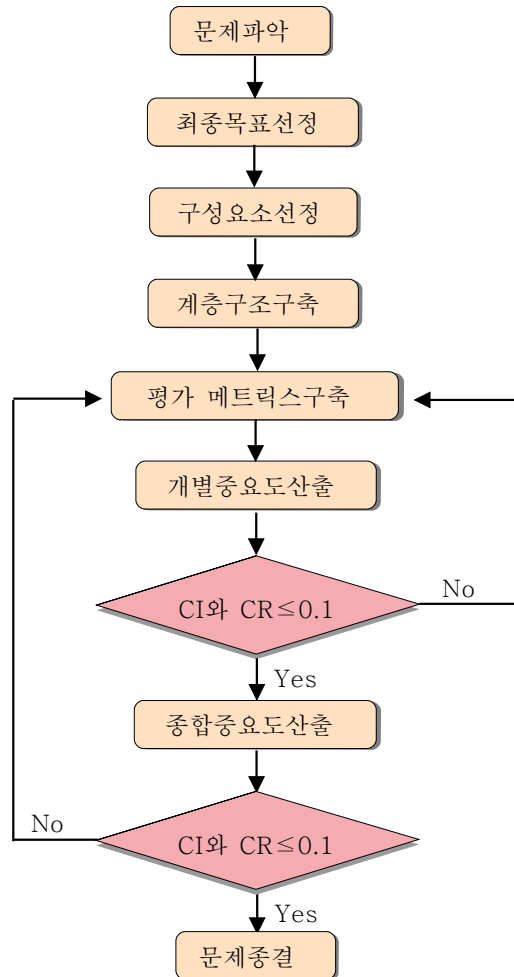 문제파악
최종목표선정
구성요소선정
계층구조구축
평가 메트릭스구축
개별중요도산출
CI와 CR≤0.1
No
Yes
종합중요도산출
No
CI와 CR≤0.1
Yes
문제종결